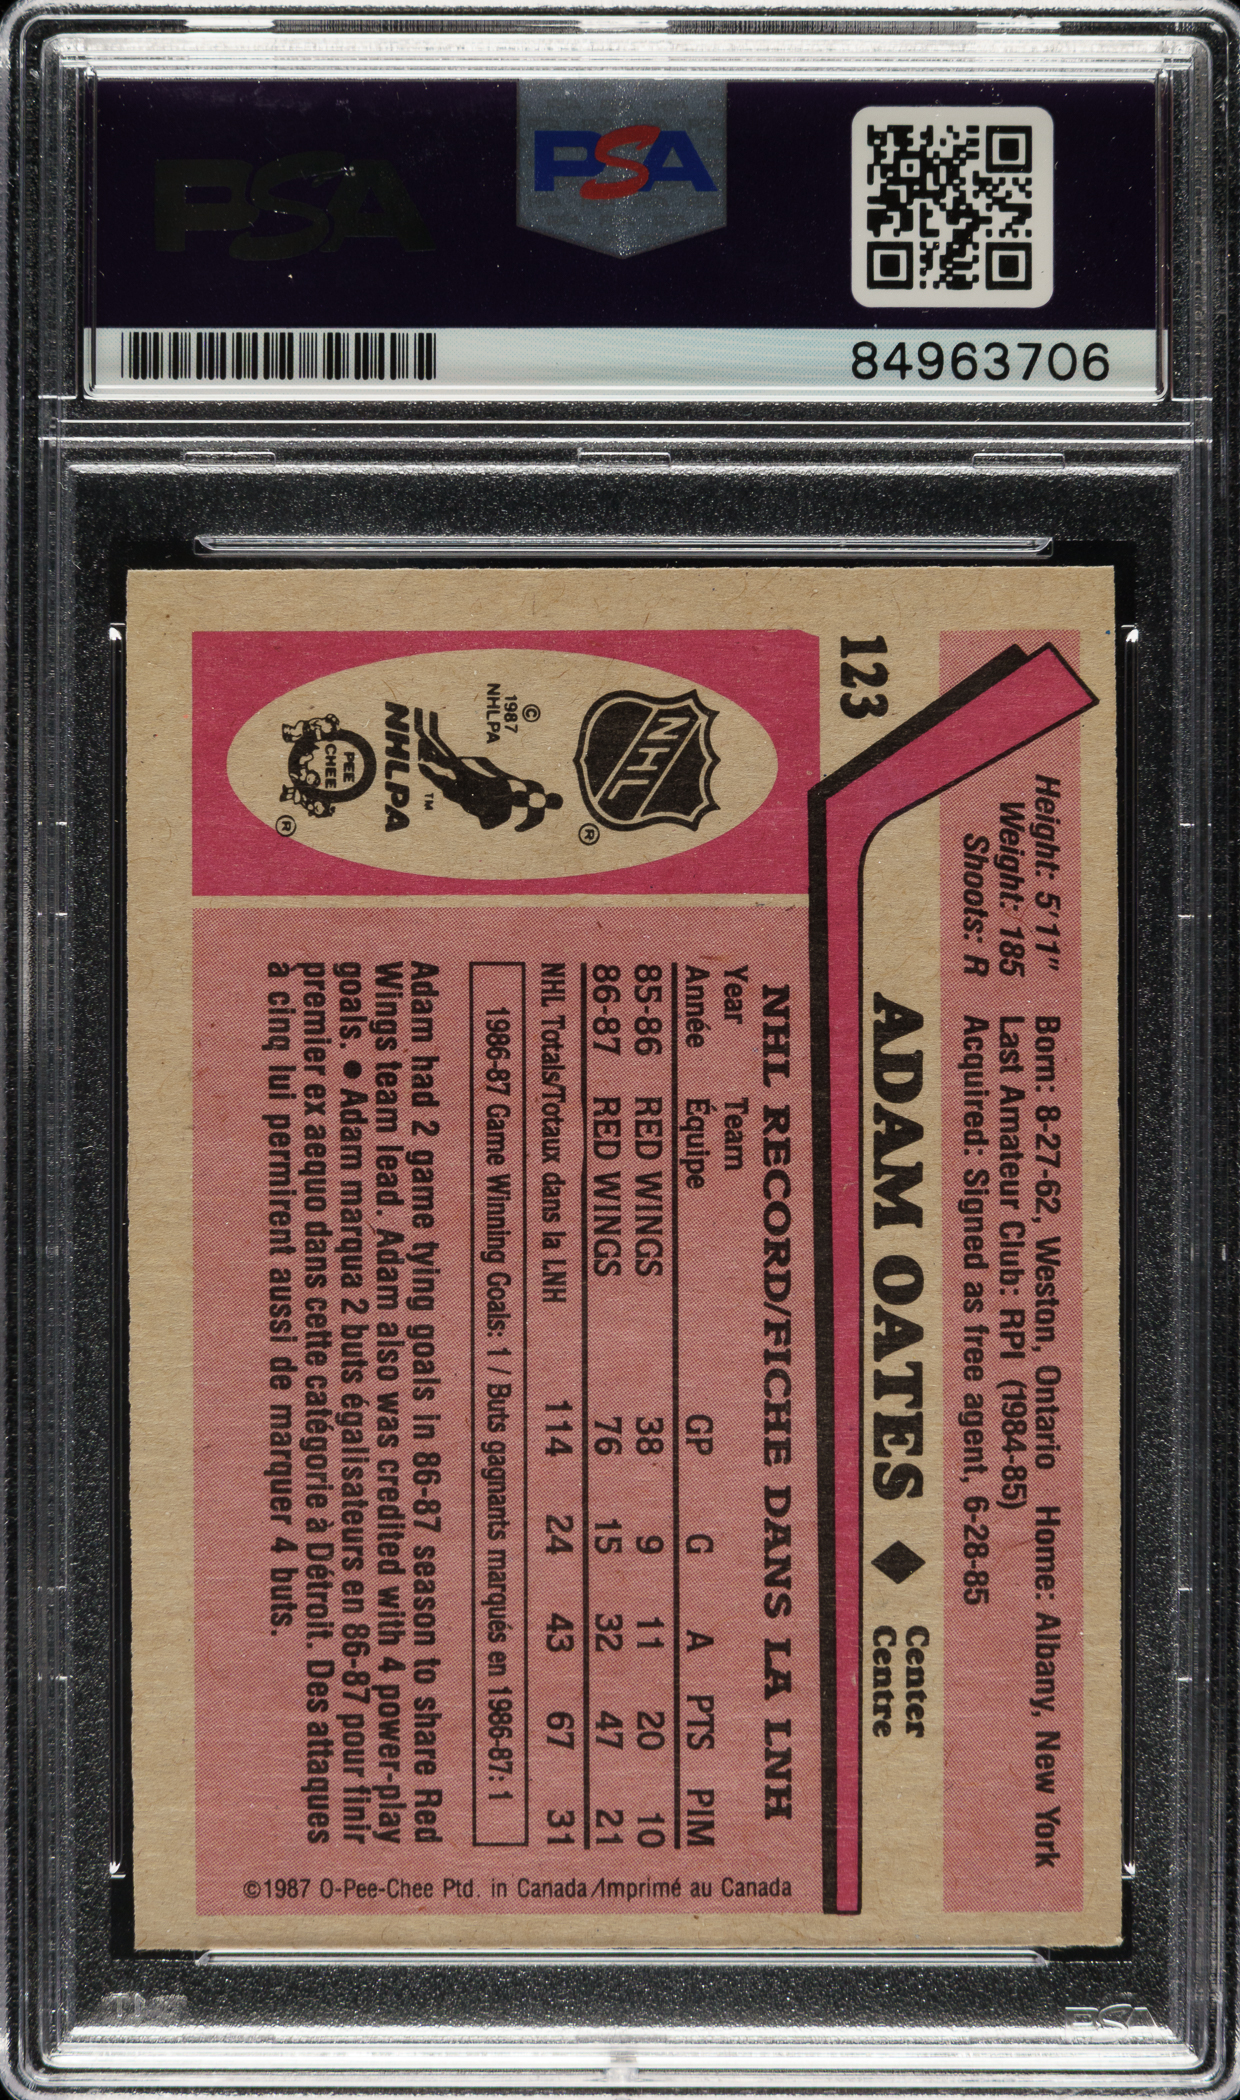 PSA
PSA
84963706
123
Height: 5'11" Born: 8-27-62, Weston, Ontario Home: Albany, New York
Weight: 185 Last Amateur Club: RPI (1984-85)
Shoots: R Acquired: Signed as free agent, 6-28-85
ADAM OATES ◆ Center
Centre
NHL
®
© 1987
NHLPA
™
NHLPA
PEE
CHEE
®
NHL RECORD/FICHE DANS LA LNH
Year Team
Année Équipe GP G A PTS PIM
85-86 RED WINGS 38 9 11 20 10
86-87 RED WINGS 76 15 32 47 21
NHL Totals/Totaux dans la LNH 114 24 43 67 31
1986-87 Game Winning Goals: 1 / Buts gagnants marqués en 1986-87: 1
Adam had 2 game tying goals in 86-87 season to share Red
Wings team lead. Adam also was credited with 4 power-play
goals. ● Adam marqua 2 buts égalisateurs en 86-87 pour finir
premier ex aequo dans cette catégorie à Détroit. Des attaques
à cinq lui permirent aussi de marquer 4 buts.
©1987 O-Pee-Chee Ptd. in Canada/Imprimé au Canada
PSA